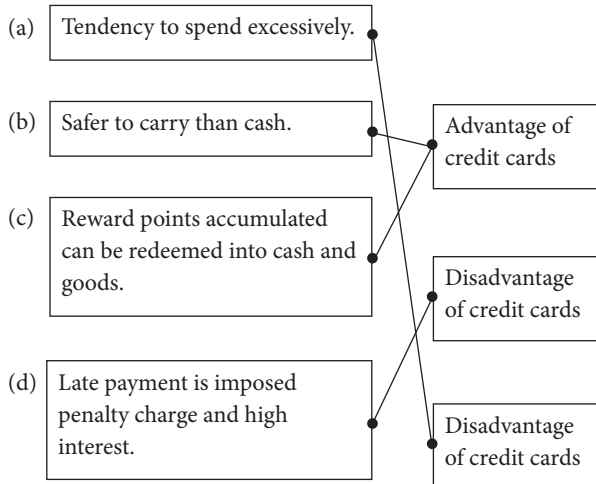 (a) Tendency to spend excessively.
(b) Safer to carry than cash.
Advantage of
credit cards
(c) Reward points accumulated
can be redeemed into cash and
goods.
Disadvantage
of credit cards
(d) Late payment is imposed
penalty charge and high
interest.
Disadvantage
of credit cards